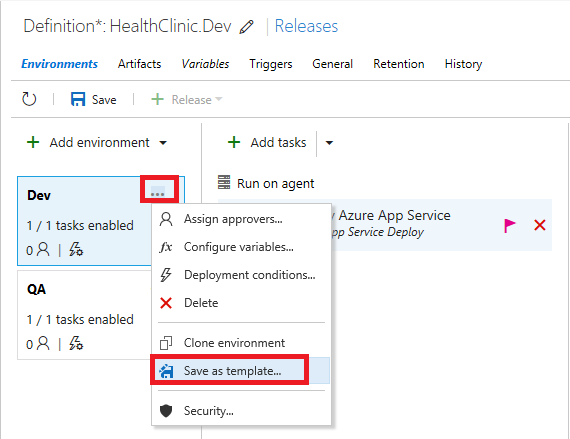 Definition*: HealthClinic.Dev | Releases
Environments Artifacts Variables Triggers General Retention History
Save Release
Add environment
Add tasks
Dev ...
1 / 1 tasks enabled
0
QA
1 / 1 tasks enabled
0
Run on agent
Azure App Service
App Service Deploy
Assign approvers...
fx Configure variables...
Deployment conditions...
Delete
Clone environment
Save as template...
Security...